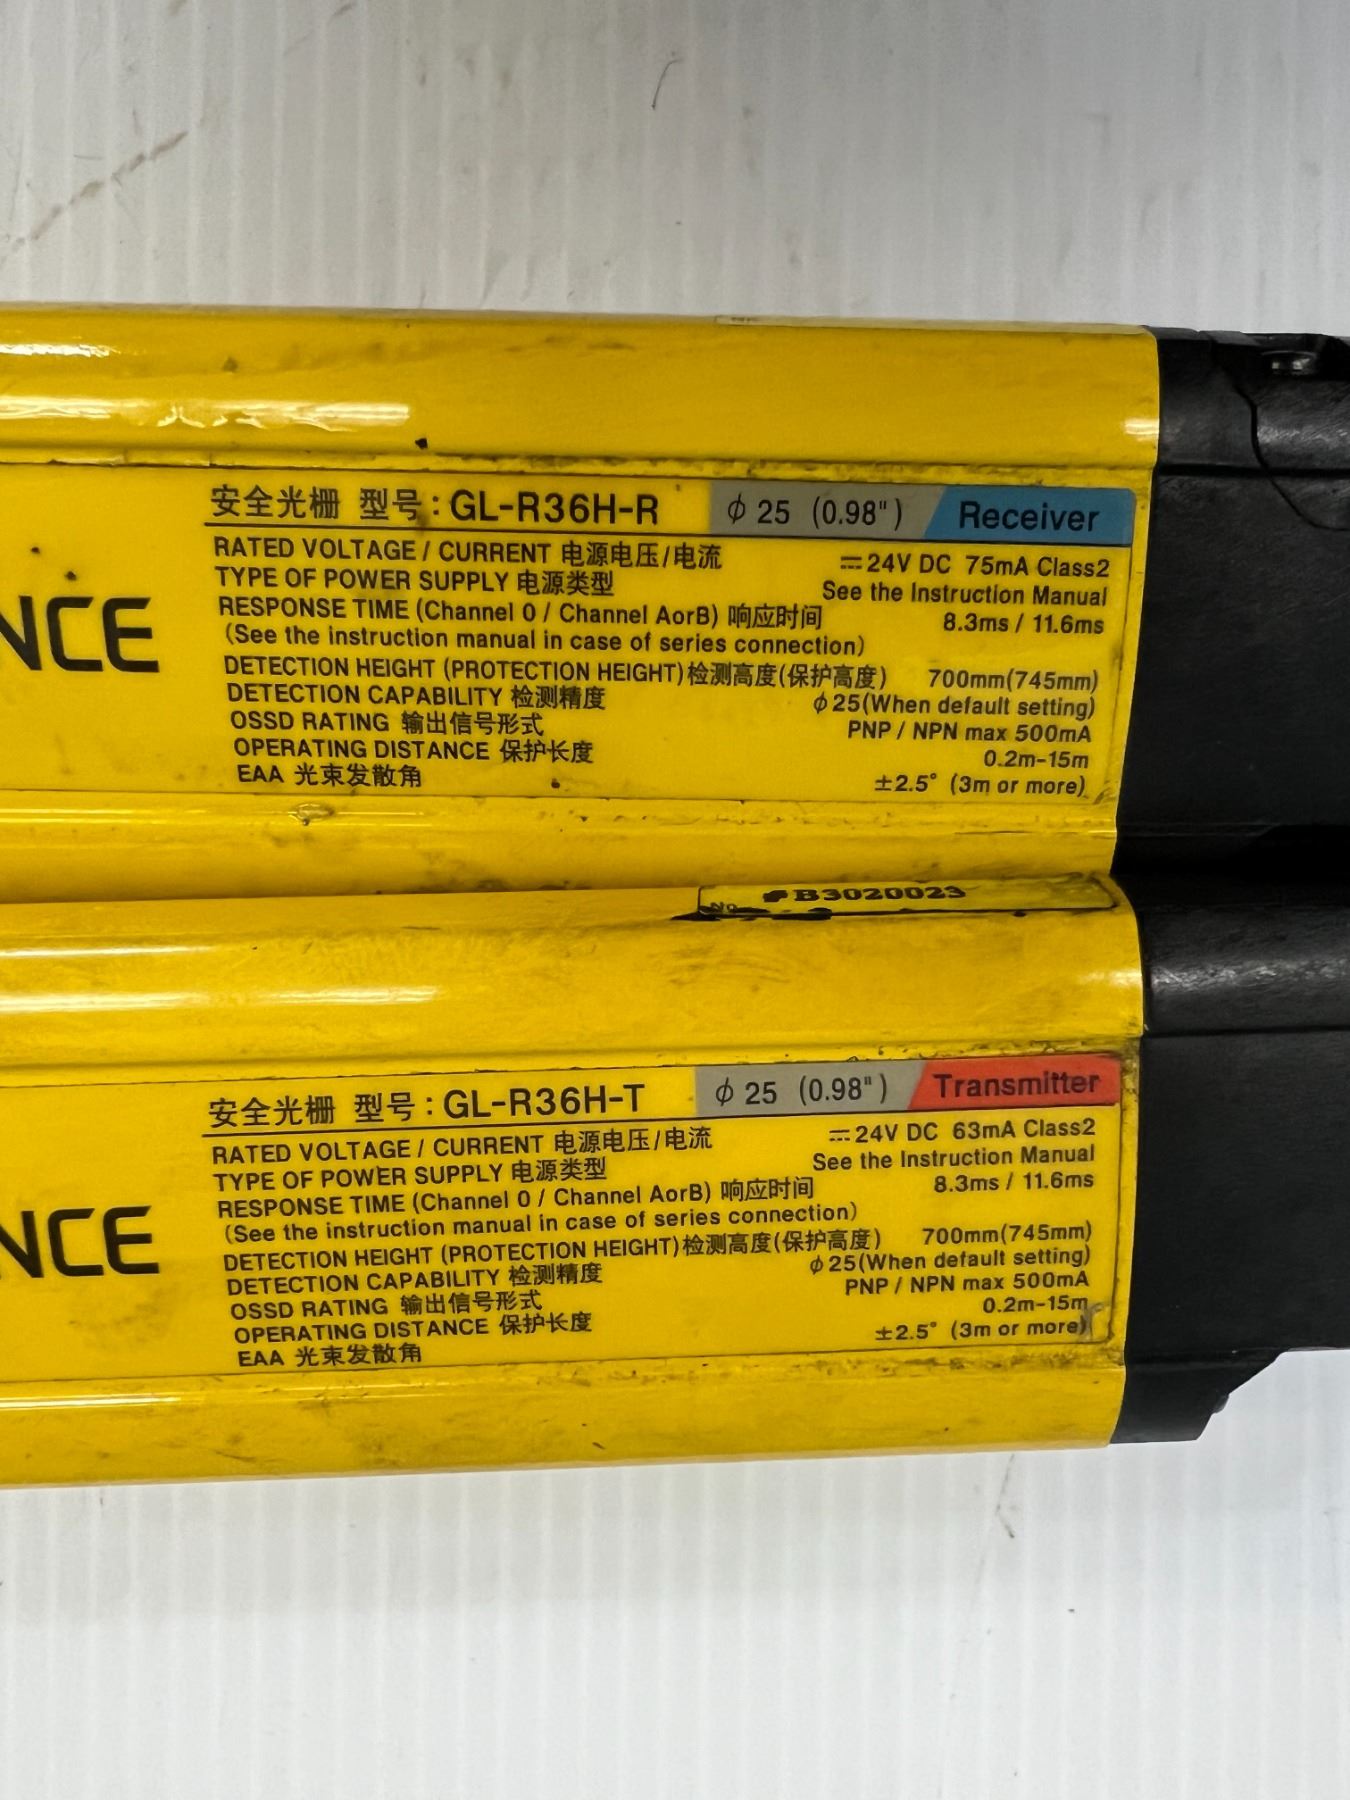 安全光栅 型号：GL-R36H-R ϕ 25 (0.98") Receiver
RATED VOLTAGE / CURRENT 电源电压/电流 ⎓24V DC 75mA Class2
TYPE OF POWER SUPPLY 电源类型 See the Instruction Manual
RESPONSE TIME (Channel 0 / Channel AorB) 响应时间 8.3ms / 11.6ms
(See the instruction manual in case of series connection)
DETECTION HEIGHT (PROTECTION HEIGHT)检测高度(保护高度) 700mm(745mm)
DETECTION CAPABILITY 检测精度 ϕ25(When default setting)
OSSD RATING 输出信号形式 PNP / NPN max 500mA
OPERATING DISTANCE 保护长度 0.2m-15m
EAA 光束发散角 ±2.5° (3m or more)
NCE
No. B3020023
安全光栅 型号：GL-R36H-T ϕ 25 (0.98") Transmitter
RATED VOLTAGE / CURRENT 电源电压/电流 ⎓24V DC 63mA Class2
TYPE OF POWER SUPPLY 电源类型 See the Instruction Manual
RESPONSE TIME (Channel 0 / Channel AorB) 响应时间 8.3ms / 11.6ms
(See the instruction manual in case of series connection)
DETECTION HEIGHT (PROTECTION HEIGHT)检测高度(保护高度) 700mm(745mm)
DETECTION CAPABILITY 检测精度 ϕ25(When default setting)
OSSD RATING 输出信号形式 PNP / NPN max 500mA
OPERATING DISTANCE 保护长度 0.2m-15m
EAA 光束发散角 ±2.5° (3m or more)
NCE